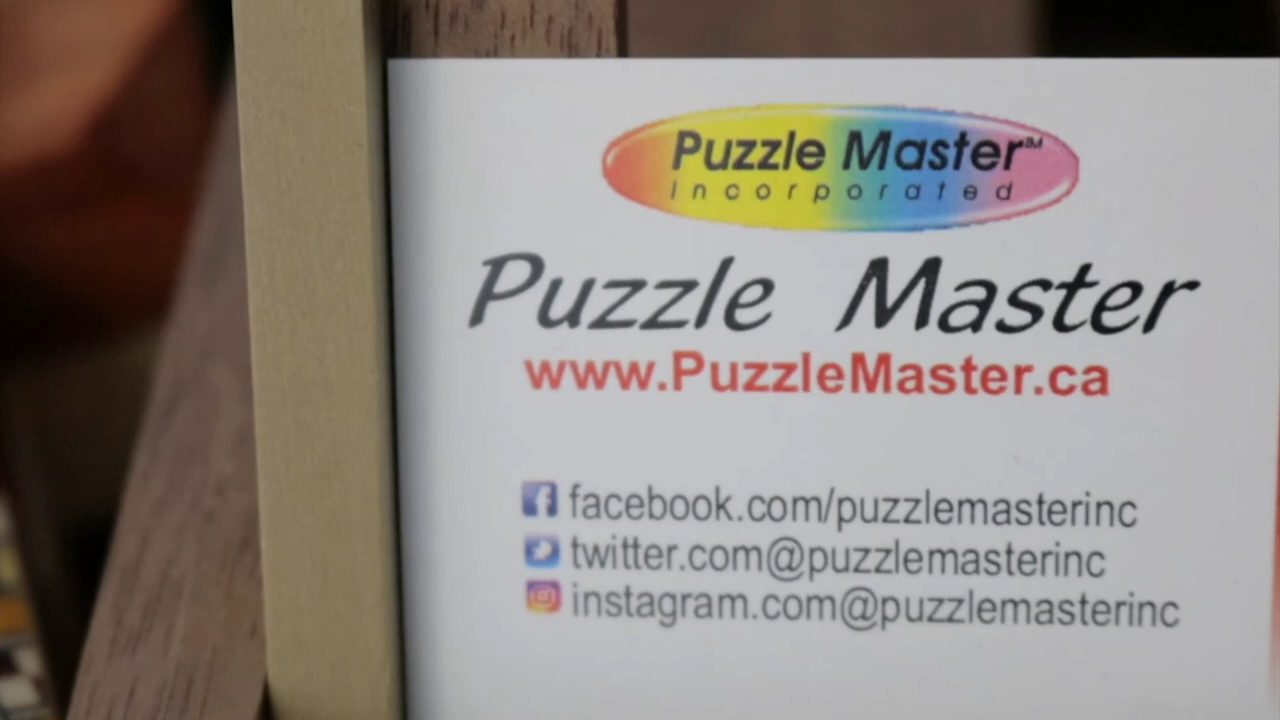 Puzzle Master™
Incorporated
Puzzle Master
www.PuzzleMaster.ca
facebook.com/puzzlemasterinc
twitter.com@puzzlemasterinc
instagram.com@puzzlemasterinc